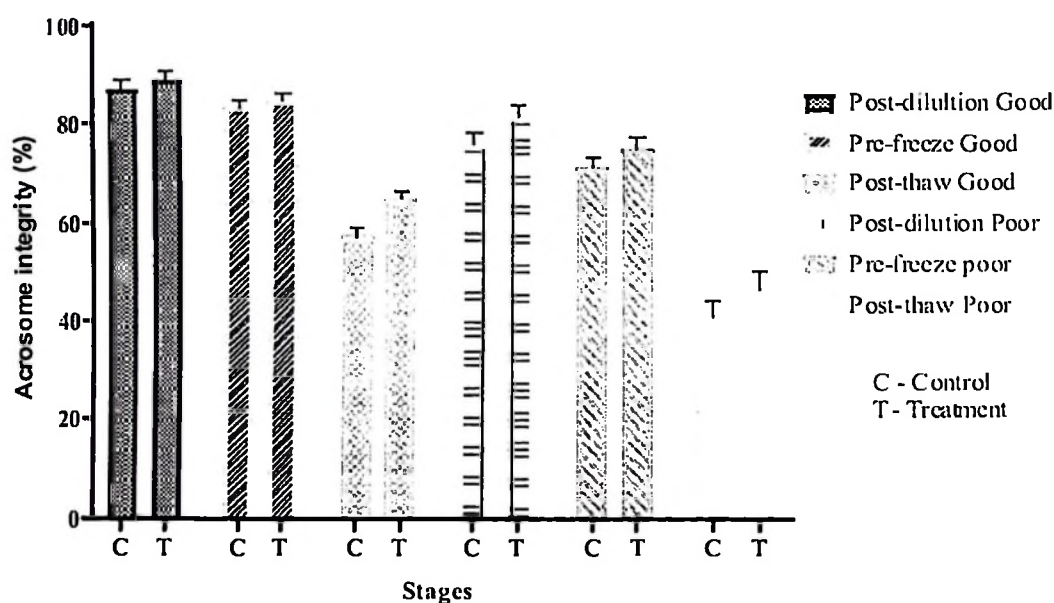 100
80
60
40
20
0
Acrosome integrity (%)
C T C T C T C T C T C T
Stages
Post-dilultion Good
Pre-freeze Good
Post-thaw Good
Post-dilution Poor
Pre-freeze poor
Post-thaw Poor
C - Control
T - Treatment